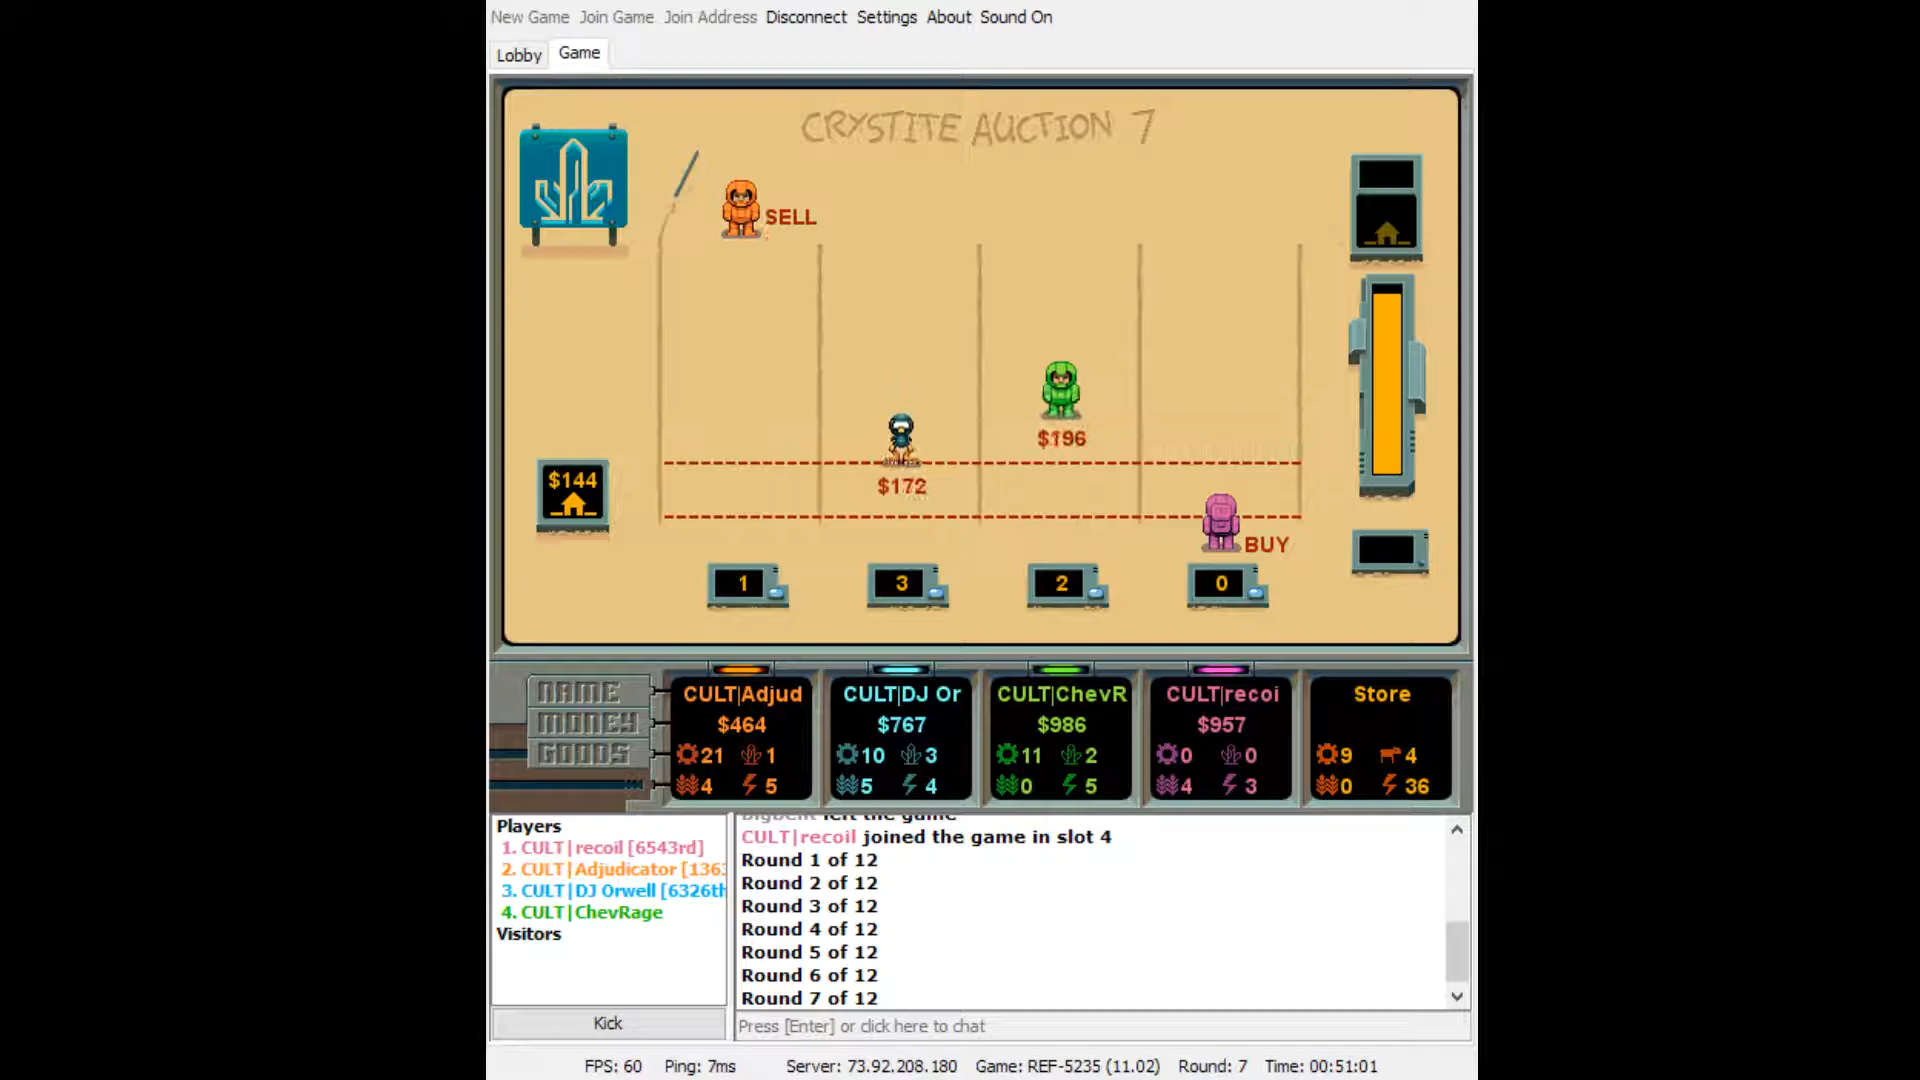 New Game Join Game Join Address Disconnect Settings About Sound On
Lobby Game
CRYSTITE AUCTION 7
SELL
$196
$144
$172
BUY
1 3 2 0
NAME
MONEY
GOODS
CULT|Adjud
$464
21 1
4 5
CULT|DJ Or
$767
10 3
5 4
CULT|ChevR
$986
11 2
0 5
CULT|recoi
$957
0 0
4 3
Store
9 4
0 36
Players
1. CULT|recoil [6543rd]
2. CULT|Adjudicator [136
3. CULT|DJ Orwell [6326th
4. CULT|ChevRage
Visitors
Kick
left the game
CULT|recoil joined the game in slot 4
Round 1 of 12
Round 2 of 12
Round 3 of 12
Round 4 of 12
Round 5 of 12
Round 6 of 12
Round 7 of 12
Press [Enter] or click here to chat
FPS: 60 Ping: 7ms Server: 73.92.208.180 Game: REF-5235 (11.02) Round: 7 Time: 00:51:01